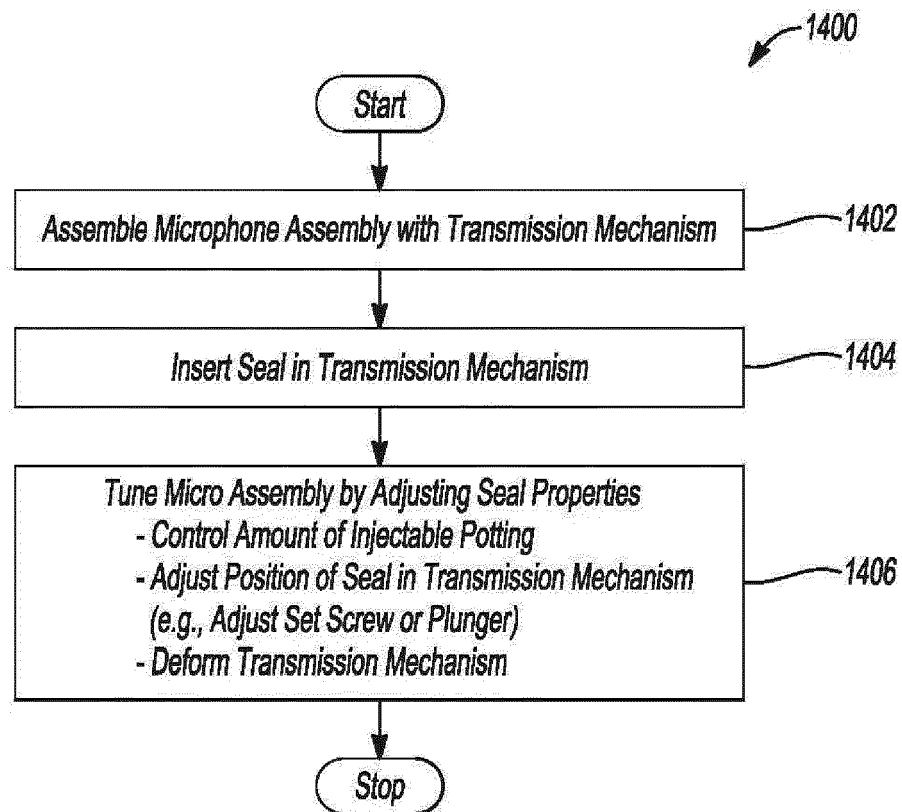 1400
Start
Assemble Microphone Assembly with Transmission Mechanism
1402
Insert Seal in Transmission Mechanism
1404
Tune Micro Assembly by Adjusting Seal Properties
- Control Amount of Injectable Potting
- Adjust Position of Seal in Transmission Mechanism
(e.g., Adjust Set Screw or Plunger)
- Deform Transmission Mechanism
1406
Stop